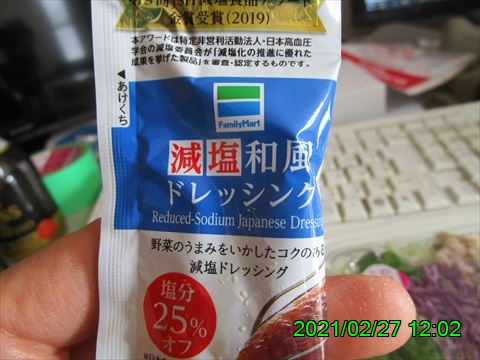 金賞受賞(2019)
本アワードは特定非営利活動法人・日本高血圧
学会の減塩委員会が「減塩化の推進に優れた
成果を挙げた製品」を審査・認定するものです。
◀あけくち
FamilyMart
減塩和風
ドレッシング
Reduced-Sodium Japanese Dressing
野菜のうまみをいかしたコクのある
減塩ドレッシング
塩分
25%
オフ
2021/02/27 12:02